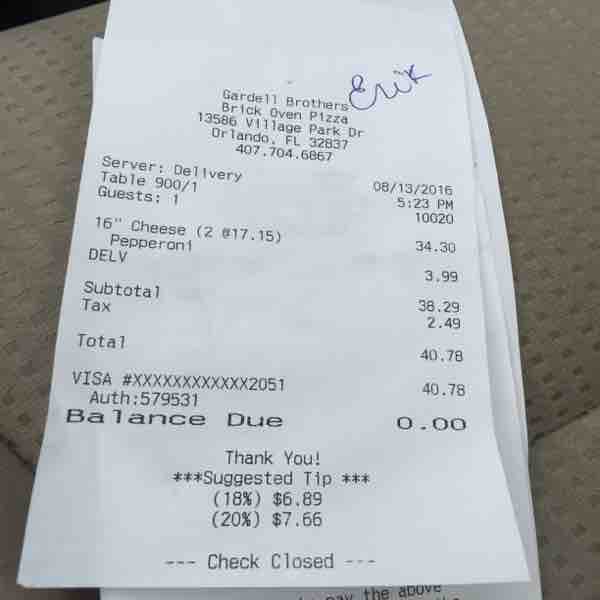 Erik
Gardell Brothers
Brick Oven Pizza
13586 Village Park Dr
Orlando, FL 32837
407.704.6867
Server: Delivery 08/13/2016
Table 900/1 5:23 PM
Guests: 1 10020
16" Cheese (2 @17.15) 34.30
Pepperoni
DELV 3.99
Subtotal 38.29
Tax 2.49
Total 40.78
VISA #XXXXXXXXXXXX2051 40.78
Auth:579531
Balance Due 0.00
Thank You!
***Suggested Tip ***
(18%) $6.89
(20%) $7.66
--- Check Closed ---
pay the above